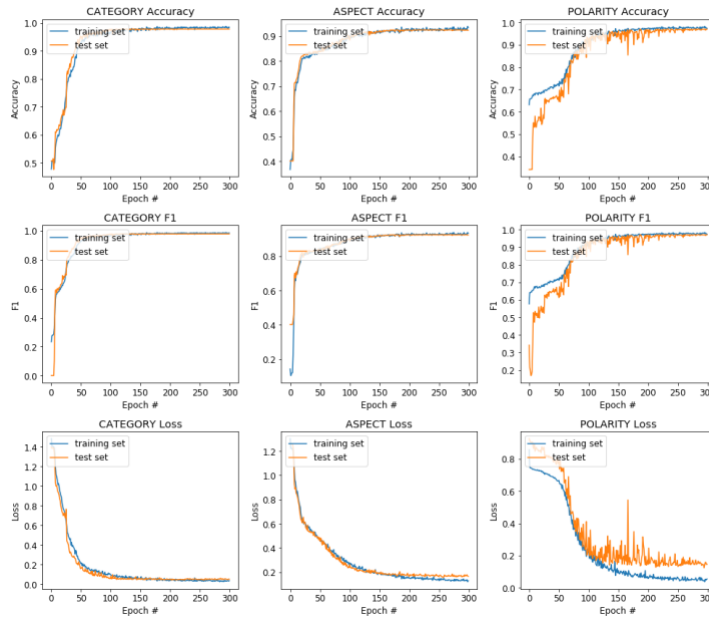 CATEGORY Accuracy
1.0
0.9
0.8
0.7
0.6
0.5
Accuracy
training set
test set
0 50 100 150 200 250 300
Epoch #
ASPECT Accuracy
0.9
0.8
0.7
0.6
0.5
0.4
Accuracy
training set
test set
0 50 100 150 200 250 300
Epoch #
POLARITY Accuracy
1.0
0.9
0.8
0.7
0.6
0.5
0.4
Accuracy
training set
test set
0 50 100 150 200 250 300
Epoch #
CATEGORY F1
1.0
0.8
0.6
0.4
0.2
0.0
F1
training set
test set
0 50 100 150 200 250 300
Epoch #
ASPECT F1
0.8
0.6
0.4
0.2
F1
training set
test set
0 50 100 150 200 250 300
Epoch #
POLARITY F1
1.0
0.9
0.8
0.7
0.6
0.5
0.4
0.3
0.2
F1
training set
test set
0 50 100 150 200 250 300
Epoch #
CATEGORY Loss
1.4
1.2
1.0
0.8
0.6
0.4
0.2
0.0
Loss
training set
test set
0 50 100 150 200 250 300
Epoch #
ASPECT Loss
1.2
1.0
0.8
0.6
0.4
0.2
Loss
training set
test set
0 50 100 150 200 250 300
Epoch #
POLARITY Loss
0.8
0.6
0.4
0.2
0.0
Loss
training set
test set
0 50 100 150 200 250 300
Epoch #